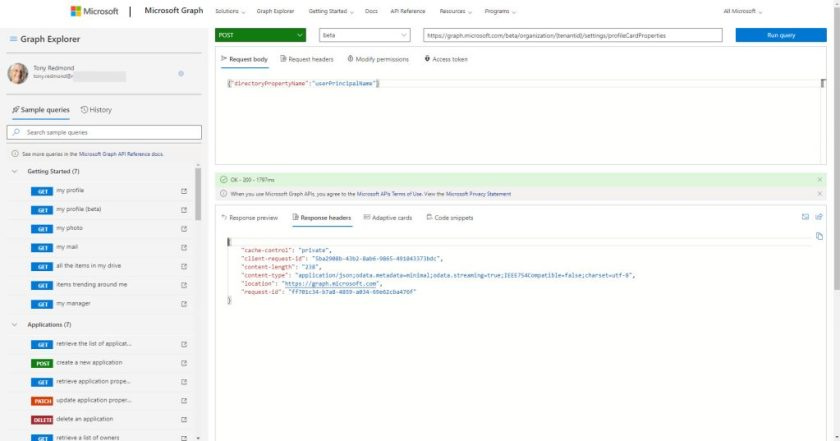 Microsoft
Microsoft Graph
Solutions
Graph Explorer
Getting Started
Docs
API Reference
Resources
Programs
All Microsoft
Graph Explorer
Tony Redmond
tony.redmond@
Sample queries
History
Search sample queries
See more queries in the Microsoft Graph API Reference docs.
Getting Started (7)
GET my profile
GET my profile (beta)
GET my photo
GET my mail
GET all the items in my drive
GET items trending around me
GET my manager
Applications (7)
GET retrieve the list of applicat...
POST create a new application
GET retrieve application prope...
PATCH update application proper...
DELETE delete an application
GET retrieve a list of owners
POST
beta
https://graph.microsoft.com/beta/organization/{tenantid}/settings/profileCardProperties
Run query
Request body
Request headers
Modify permissions
Access token
{"directoryPropertyName":"userPrincipalName"}
OK - 200 - 1797ms
When you use Microsoft Graph APIs, you agree to the Microsoft APIs Terms of Use. View the Microsoft Privacy Statement
Response preview
Response headers
Adaptive cards
Code snippets
{
"cache-control": "private",
"client-request-id": "5ba2908b-43b2-8ab6-9865-491843373bdc",
"content-length": "238",
"content-type": "application/json;odata.metadata=minimal;odata.streaming=true;IEEE754Compatible=false;charset=utf-8",
"location": "https://graph.microsoft.com",
"request-id": "ff701c34-b7ad-4859-a034-69e62cba476f"
}